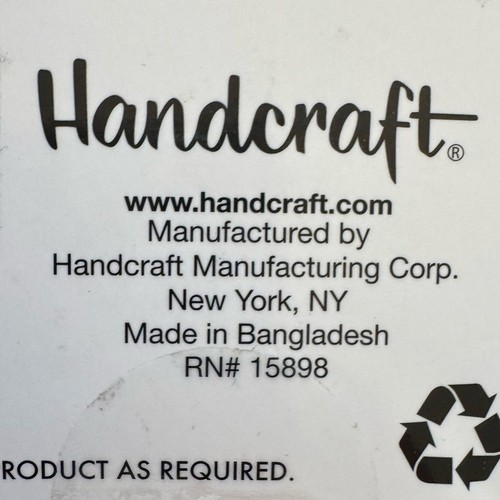 Handcraft®
www.handcraft.com
Manufactured by
Handcraft Manufacturing Corp.
New York, NY
Made in Bangladesh
RN# 15898
RODUCT AS REQUIRED.